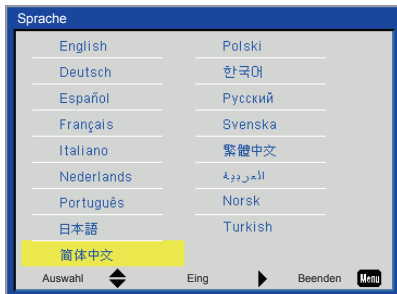 Sprache
English
Deutsch
Español
Français
Italiano
Nederlands
Português
日本語
简体中文
Polski
한국어
Русский
Svenska
繁體中文
العربية
Norsk
Turkish
Auswahl Eing Beenden Menu